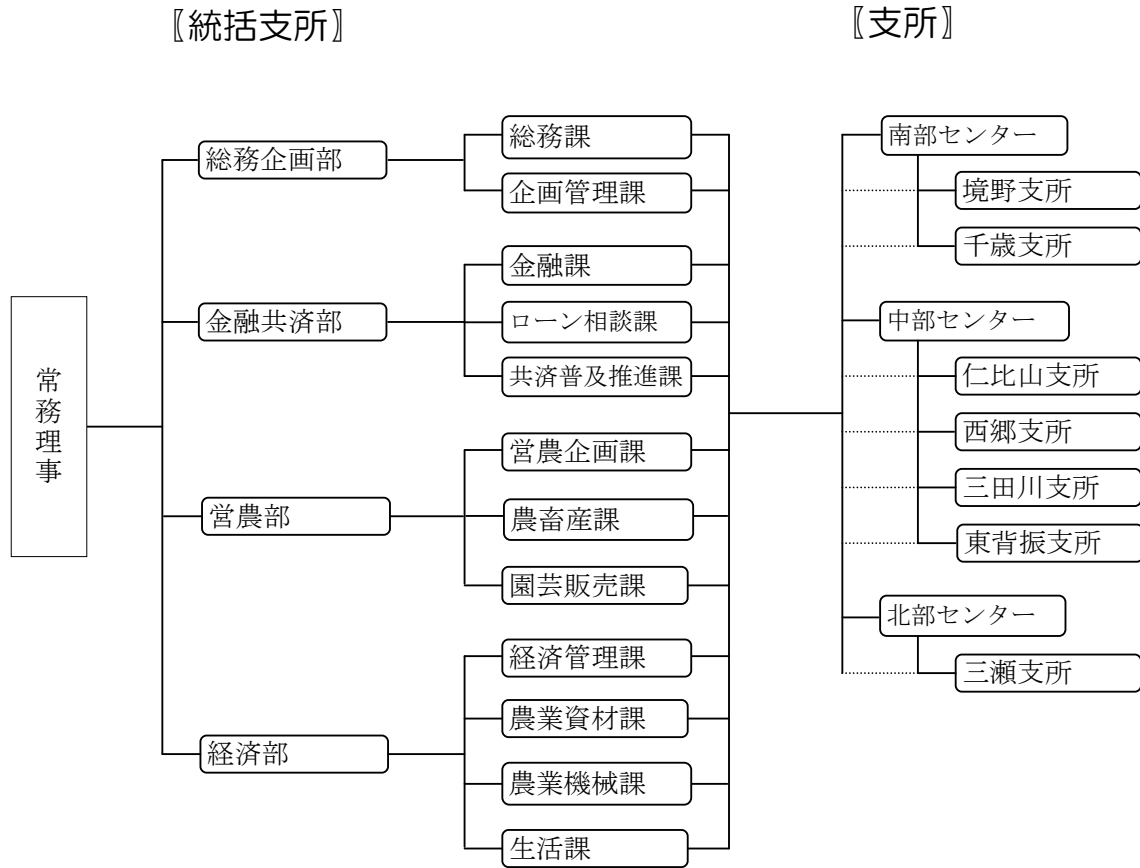 〖統括支所〗
〖支所〗
常務理事
総務企画部
総務課
企画管理課
金融共済部
金融課
ローン相談課
共済普及推進課
営農部
営農企画課
農畜産課
園芸販売課
経済部
経済管理課
農業資材課
農業機械課
生活課
南部センター
境野支所
千歳支所
中部センター
仁比山支所
西郷支所
三田川支所
東背振支所
北部センター
三瀬支所